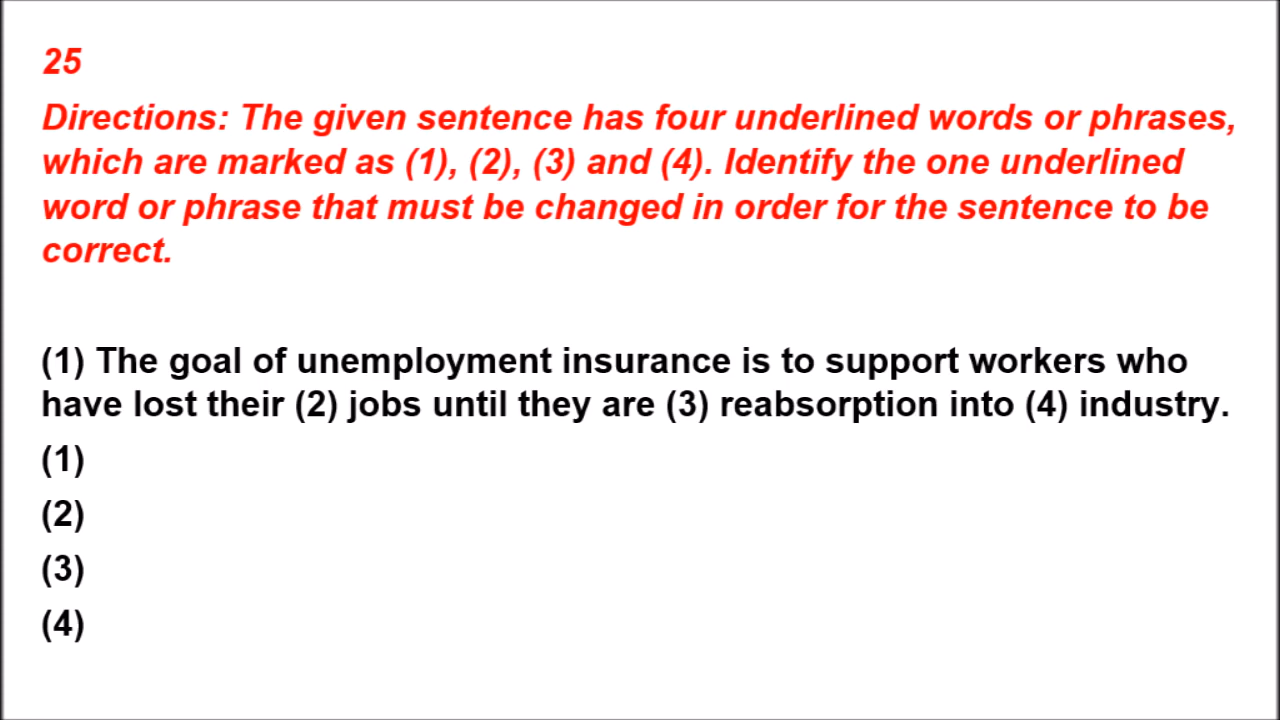 25
Directions: The given sentence has four underlined words or phrases,
which are marked as (1), (2), (3) and (4). Identify the one underlined
word or phrase that must be changed in order for the sentence to be
correct.
(1) The goal of unemployment insurance is to support workers who
have lost their (2) jobs until they are (3) reabsorption into (4) industry.
(1)
(2)
(3)
(4)